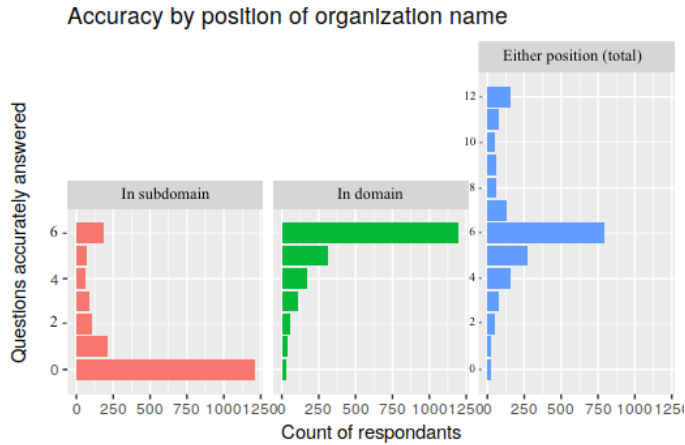 Accuracy by position of organization name
Either position (total)
In subdomain
In domain
Questions accurately answered
12
10
8
6
4
2
0
6
4
2
0
0 250 500 750 1000 1250 0 250 500 750 1000 1250 0 250 500 750 1000 1250
Count of respondants